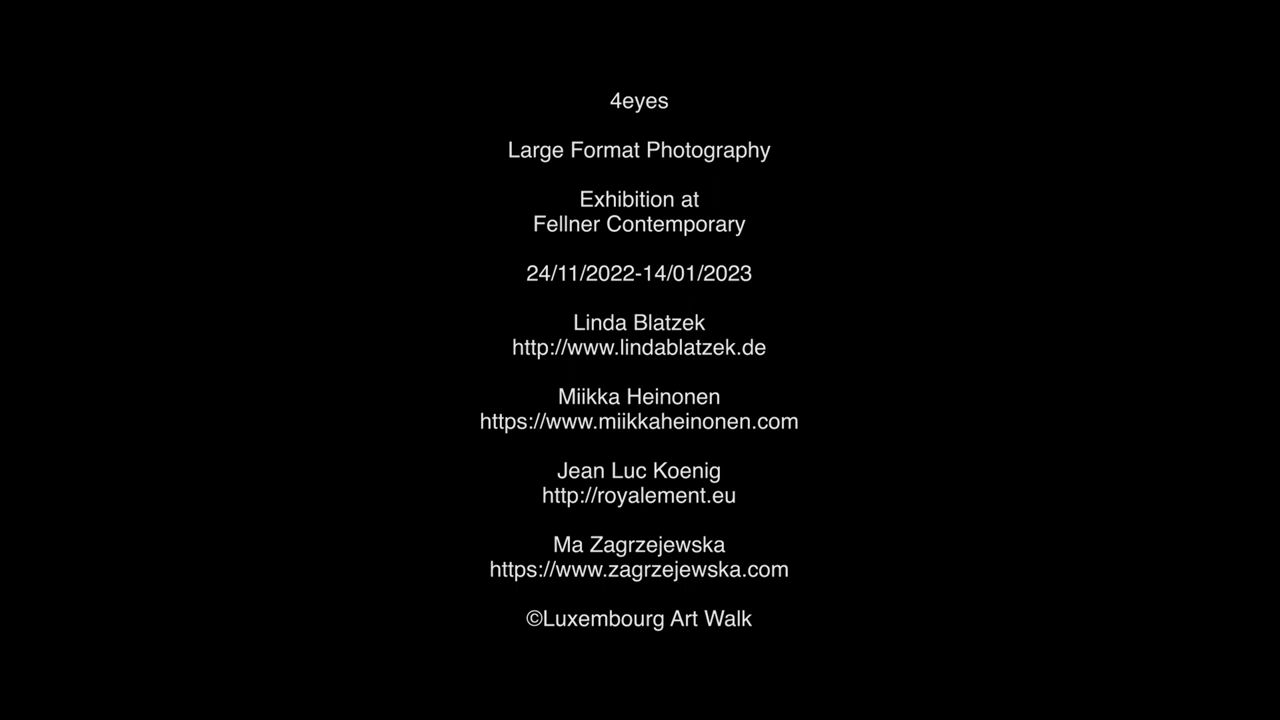 4eyes
Large Format Photography
Exhibition at
Fellner Contemporary
24/11/2022-14/01/2023
Linda Blatzek
http://www.lindablatzek.de
Miikka Heinonen
https://www.miikkaheinonen.com
Jean Luc Koenig
http://royalement.eu
Ma Zagrzejewska
https://www.zagrzejewska.com
©Luxembourg Art Walk